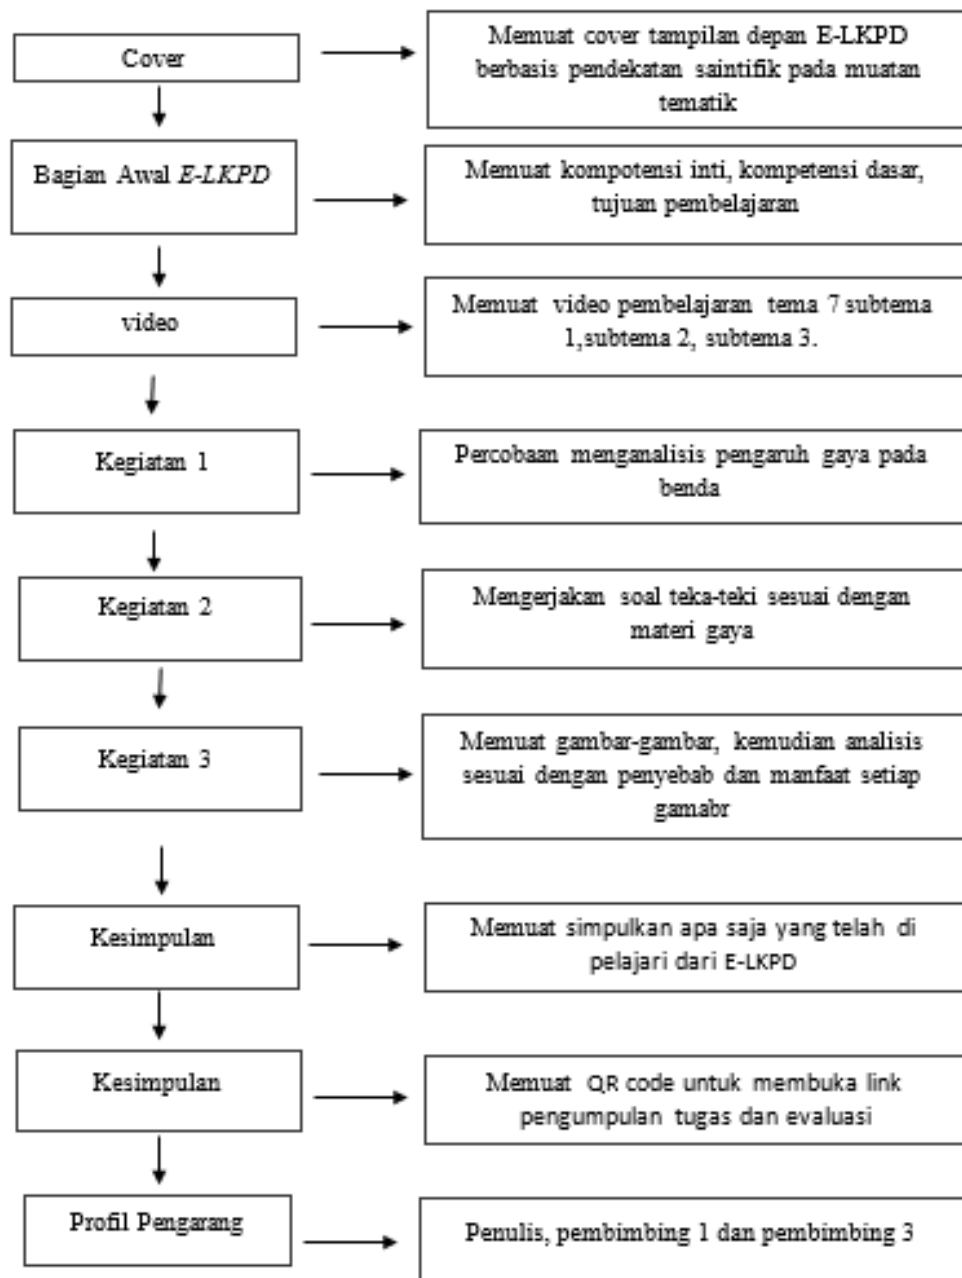 Cover
Memuat cover tampilan depan E-LKPD
berbasis pendekatan saintifik pada muatan
tematik
Bagian Awal E-LKPD
Memuat kompotensi inti, kompetensi dasar,
tujuan pembelajaran
video
Memuat video pembelajaran tema 7 subtema
1,subtema 2, subtema 3.
Kegiatan 1
Percobaan menganalisis pengaruh gaya pada
benda
Kegiatan 2
Mengerjakan soal teka-teki sesuai dengan
materi gaya
Kegiatan 3
Memuat gambar-gambar, kemudian analisis
sesuai dengan penyebab dan manfaat setiap
gamabr
Kesimpulan
Memuat simpulkan apa saja yang telah di
pelajari dari E-LKPD
Kesimpulan
Memuat QR code untuk membuka link
pengumpulan tugas dan evaluasi
Profil Pengarang
Penulis, pembimbing 1 dan pembimbing 3